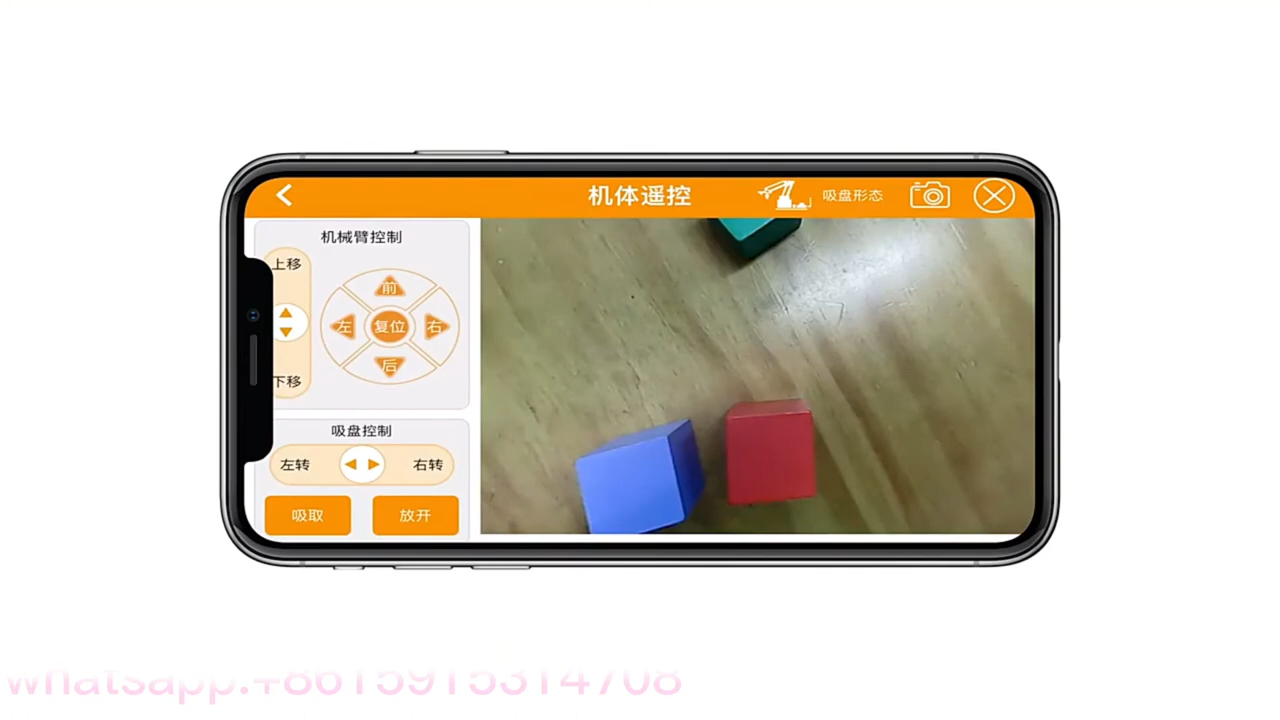 机体遥控
吸盘形态
机械臂控制
上移
前
左
复位
右
后
下移
吸盘控制
左转
右转
吸取
放开
whatsapp:+8615915314708